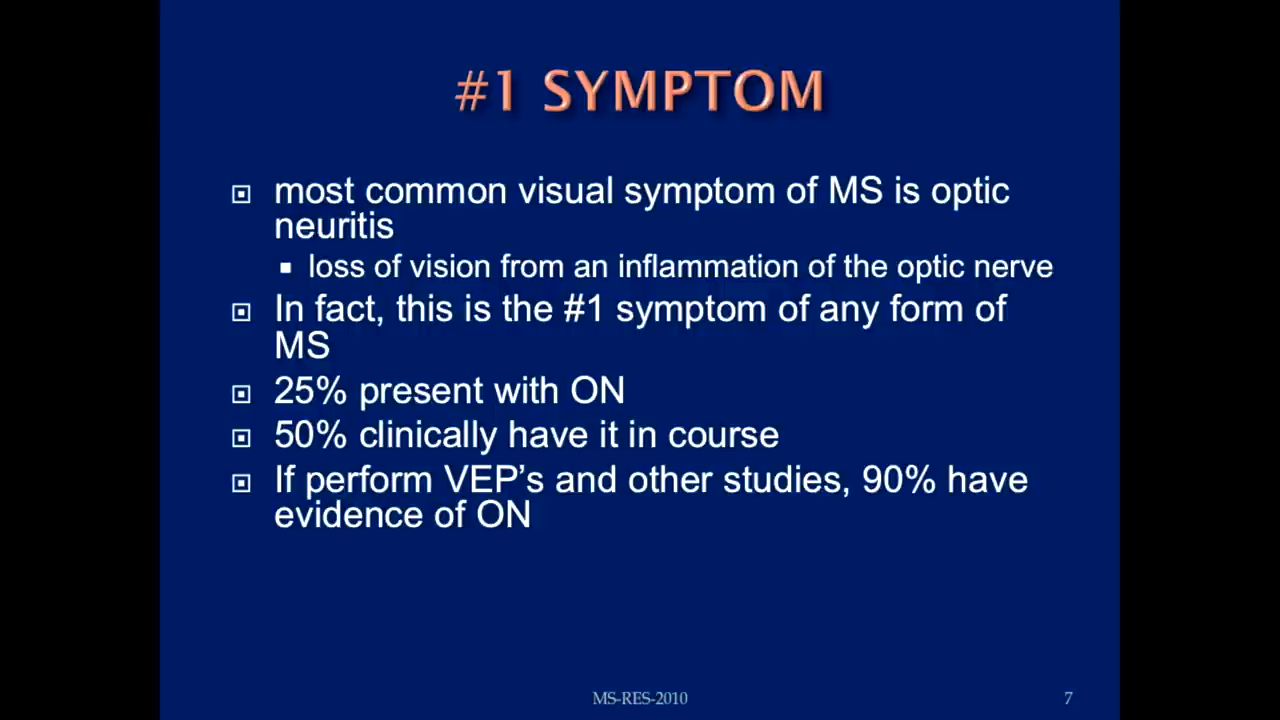 #1 SYMPTOM
most common visual symptom of MS is optic
neuritis
loss of vision from an inflammation of the optic nerve
In fact, this is the #1 symptom of any form of
MS
25% present with ON
50% clinically have it in course
If perform VEP’s and other studies, 90% have
evidence of ON
MS-RES-2010
7